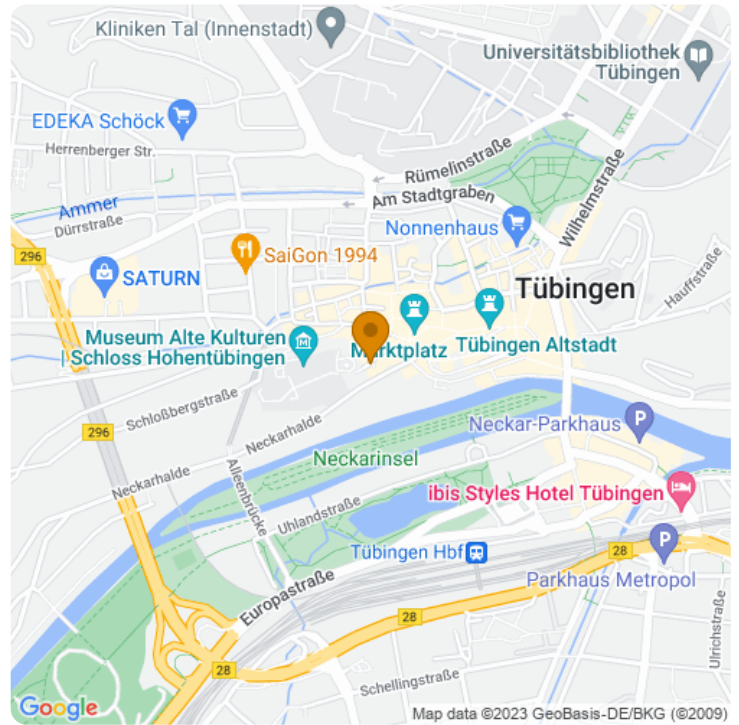 Kliniken Tal (Innenstadt)
Universitätsbibliothek
Tübingen
EDEKA Schöck
Herrenberger Str.
Rümelinstraße
Am Stadtgraben
Wilhelmstraße
Ammer
Dürrstraße
Nonnenhaus
296
SaiGon 1994
SATURN
Tübingen
Hauffstraße
Museum Alte Kulturen
| Schloss Hohentübingen
Marktplatz
Tübingen Altstadt
Schloßbergstraße
296
Neckarhalde
Neckar-Parkhaus
P
Neckarinsel
Neckarhalde
Alleenbrücke
ibis Styles Hotel Tübingen
Uhlandstraße
Tübingen Hbf
28
P
Parkhaus Metropol
Europastraße
28
Ulrichstraße
28
Schellingstraße
Google
Map data ©2023 GeoBasis-DE/BKG (©2009)